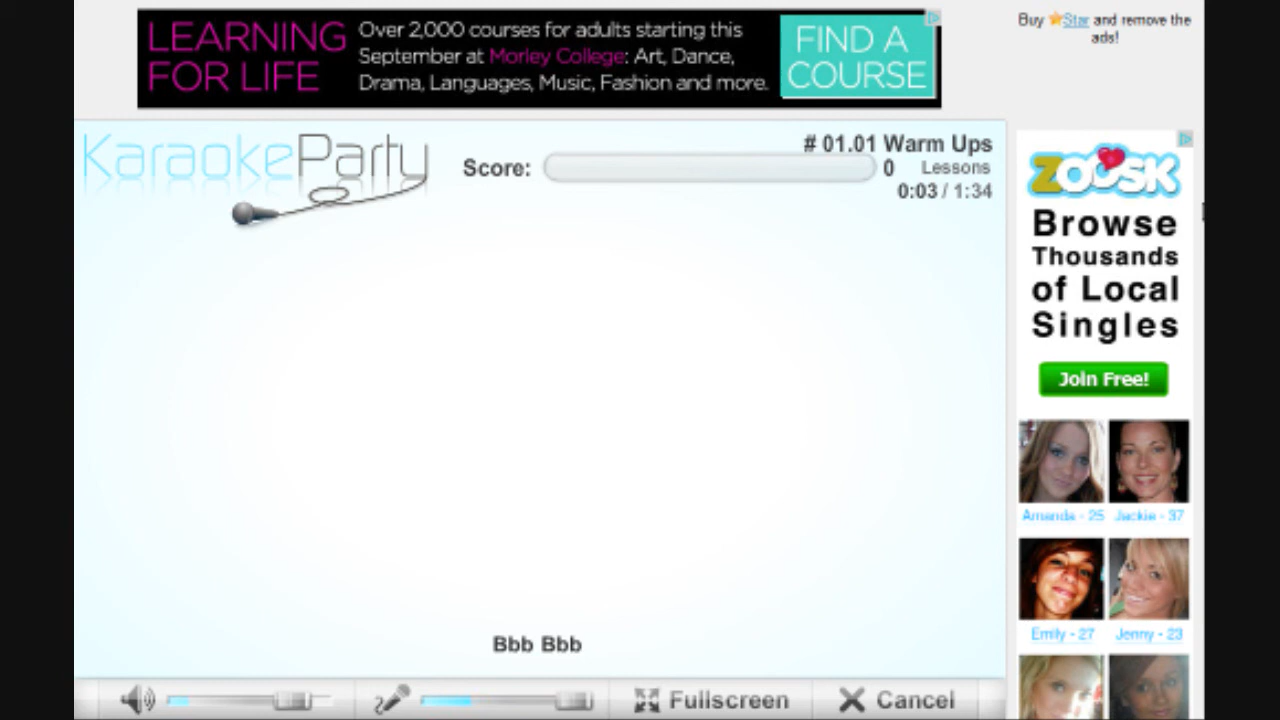 LEARNING
FOR LIFE
Over 2,000 courses for adults starting this
September at Morley College: Art, Dance,
Drama, Languages, Music, Fashion and more.
FIND A
COURSE
Buy Star and remove the
ads!
KaraokeParty
Score:
0
# 01.01 Warm Ups
Lessons
0:03 / 1:34
ZOOSK
Browse
Thousands
of Local
Singles
Join Free!
Amanda - 25 Jackie - 37
Emily - 27 Jenny - 23
Bbb Bbb
Fullscreen
Cancel